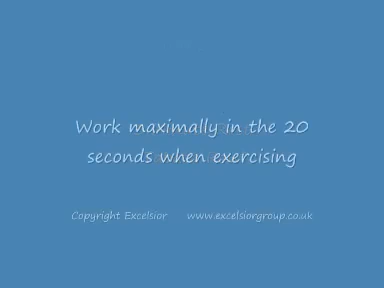 Work maximally in the 20
seconds when exercising
Copyright Excelsior www.excelsiorgroup.co.uk